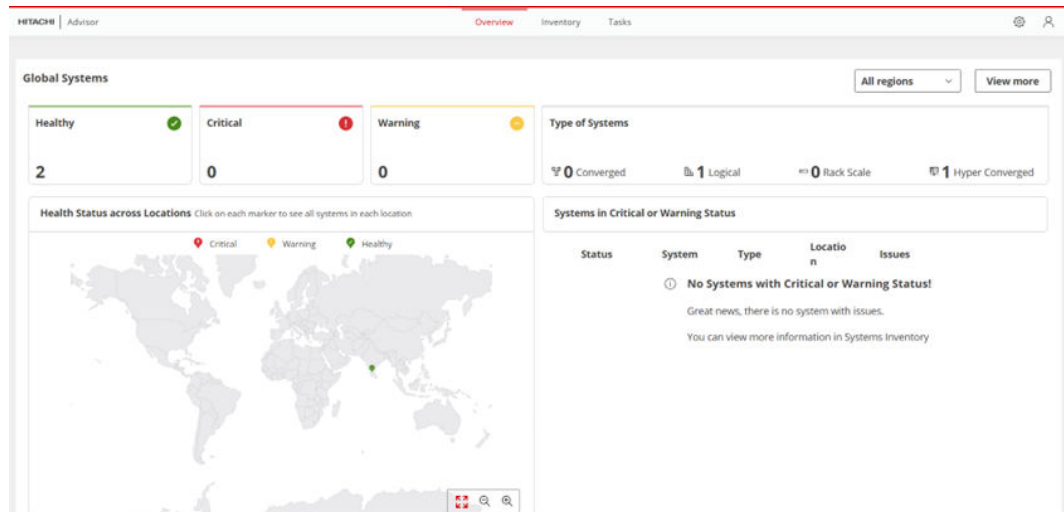 HITACHI Advisor
Overview Inventory Tasks
Global Systems
All regions
View more
Healthy
2
Critical
0
Warning
0
Type of Systems
0 Converged
1 Logical
0 Rack Scale
1 Hyper Converged
Health Status across Locations Click on each marker to see all systems in each location
Critical Warning Healthy
Systems in Critical or Warning Status
Status System Type Locatio
n Issues
No Systems with Critical or Warning Status!
Great news, there is no system with issues.
You can view more information in Systems Inventory